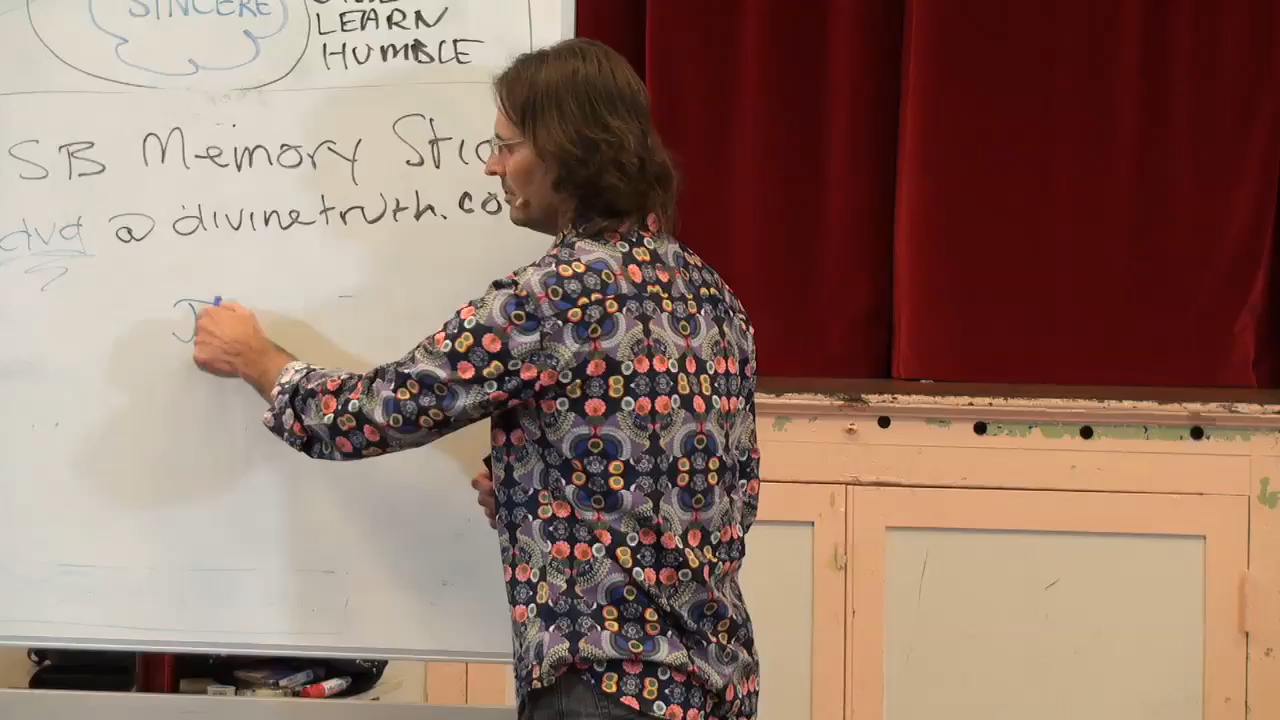 SINCERE
LEARN
HUMBLE
SB Memory Stic
dvd @divinetruth.co